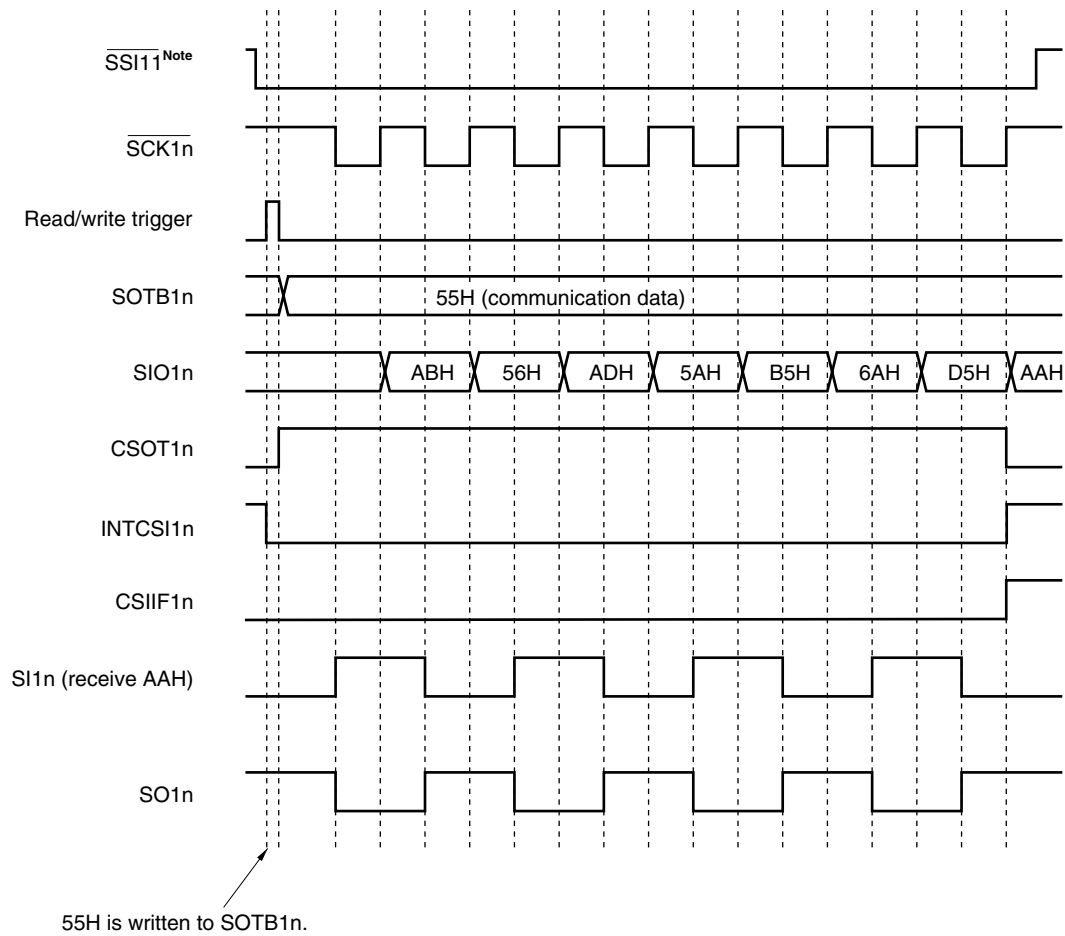 SSI11Note
SCK1n
Read/write trigger
SOTB1n
55H (communication data)
SIO1n
ABH 56H ADH 5AH B5H 6AH D5H AAH
CSOT1n
INTCSI1n
CSIIF1n
SI1n (receive AAH)
SO1n
55H is written to SOTB1n.